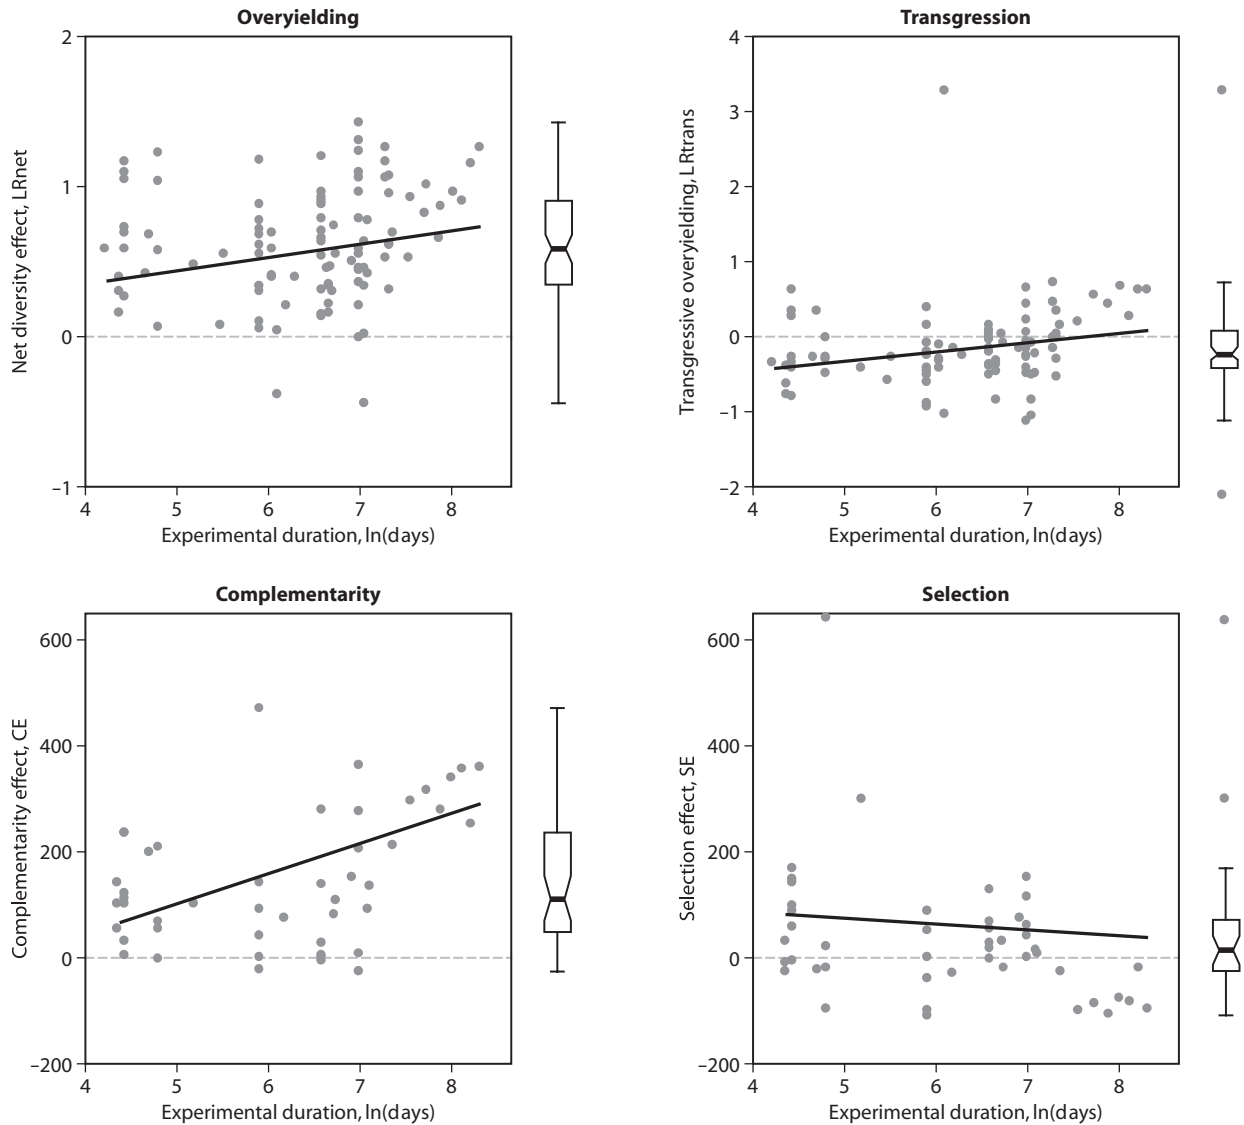 Overyielding
Net diversity effect, LRnet
2
1
0
–1
4 5 6 7 8
Experimental duration, ln(days)
Transgression
Transgressive overyielding, LRtrans
4
3
2
1
0
–1
–2
4 5 6 7 8
Experimental duration, ln(days)
Complementarity
Complementarity effect, CE
600
400
200
0
–200
4 5 6 7 8
Experimental duration, ln(days)
Selection
Selection effect, SE
600
400
200
0
–200
4 5 6 7 8
Experimental duration, ln(days)